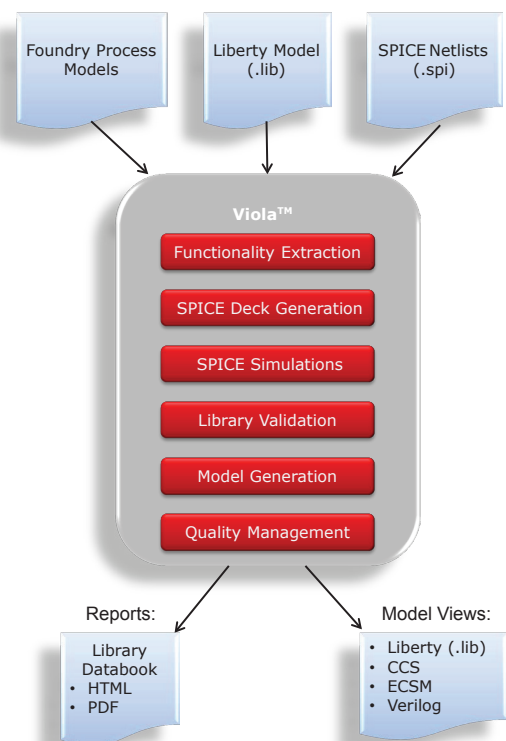 Foundry Process
Models
Liberty Model
(.lib)
SPICE Netlists
(.spi)
Viola™
Functionality Extraction
SPICE Deck Generation
SPICE Simulations
Library Validation
Model Generation
Quality Management
Reports:
Library
Databook
• HTML
• PDF
Model Views:
• Liberty (.lib)
• CCS
• ECSM
• Verilog